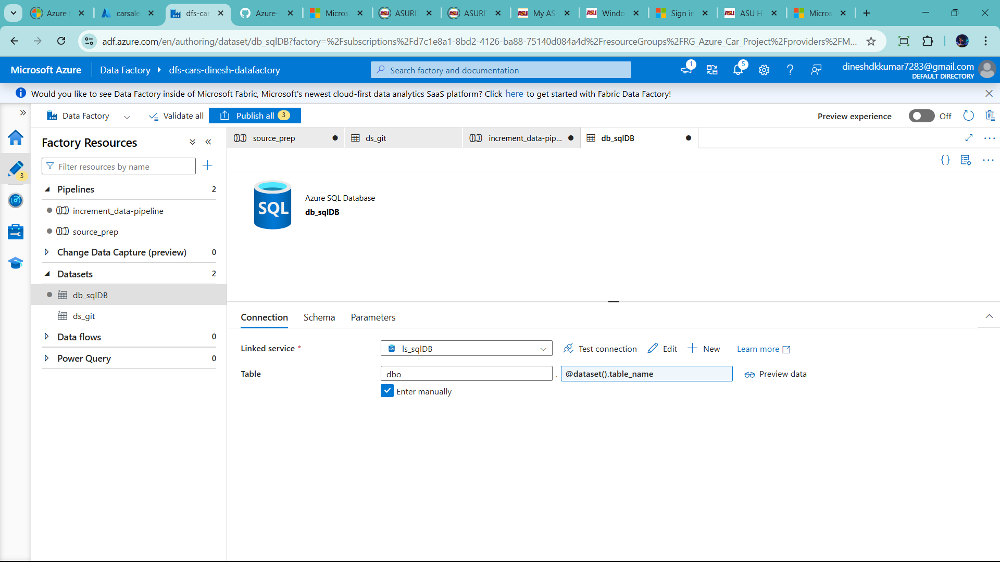 Azure
carsale
dfs-car
Azure-
Micros
ASURI
ASURI
My AS
Windo
Sign in
ASU H
Micros
adf.azure.com/en/authoring/dataset/db_sqlDB?factory=%2Fsubscriptions%2Fd7c1e8a1-8bd2-4126-ba88-75140d084a4d%2FresourceGroups%2FRG_Azure_Car_Project%2Fproviders%2FM...
Microsoft Azure
Data Factory
dfs-cars-dinesh-datafactory
Search factory and documentation
1
5
dineshdkkumar7283@gmail.com
DEFAULT DIRECTORY
Would you like to see Data Factory inside of Microsoft Fabric, Microsoft's newest cloud-first data analytics SaaS platform? Click here to get started with Fabric Data Factory!
Data Factory
Validate all
Publish all 3
Preview experience
Off
Factory Resources
Filter resources by name
3
Pipelines 2
increment_data-pipeline
source_prep
Change Data Capture (preview) 0
Datasets 2
db_sqlDB
ds_git
Data flows 0
Power Query 0
source_prep
ds_git
increment_data-pip...
db_sqlDB
SQL
Azure SQL Database
db_sqlDB
Connection
Schema
Parameters
Linked service *
SQL
ls_sqlDB
Test connection
Edit
New
Learn more
Table
dbo
.
@dataset().table_name
Preview data
Enter manually